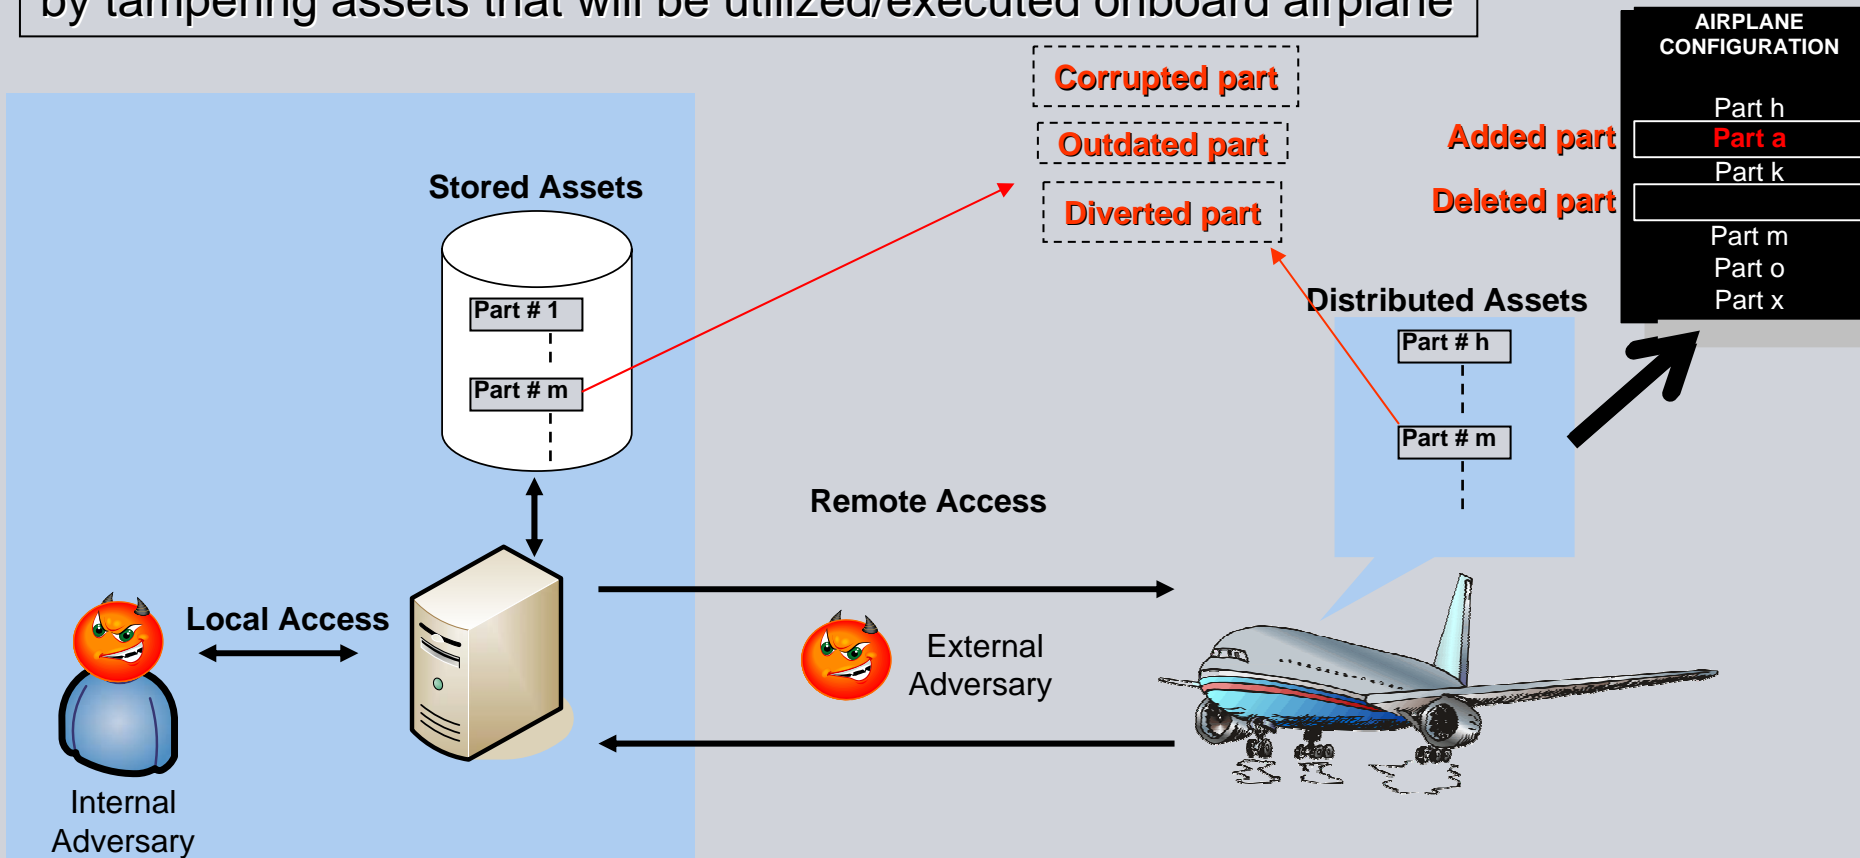 by tampering assets that will be utilized/executed onboard airplane
AIRPLANE
CONFIGURATION
Part h
Part a
Part k
Part m
Part o
Part x
Added part
Deleted part
Corrupted part
Outdated part
Diverted part
Stored Assets
Part # 1
Part # m
Distributed Assets
Part # h
Part # m
Remote Access
Local Access
External
Adversary
Internal
Adversary